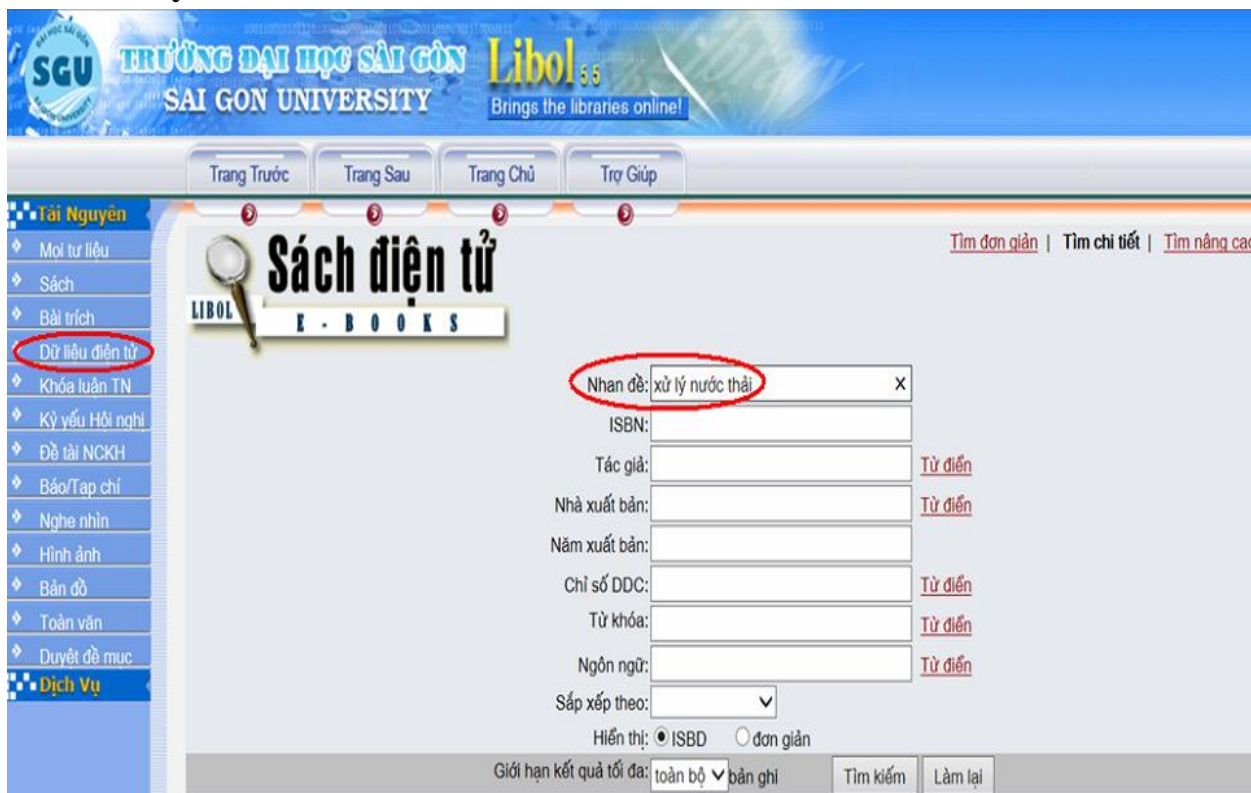 SGU
TRƯỜNG ĐẠI HỌC SÀI GÒN
SAI GON UNIVERSITY
Libol 5 5
Brings the libraries online!
Trang Trước Trang Sau Trang Chủ Trợ Giúp
Tài Nguyên
Mọi tư liệu
Sách
Bài trích
Dữ liệu điện tử
Khóa luận TN
Kỷ yếu Hội nghị
Đề tài NCKH
Báo/Tạp chí
Nghe nhìn
Hình ảnh
Bản đồ
Toàn văn
Duyệt đề mục
Dịch Vụ
Sách điện tử
LIBOL
E - BOOKS
Tìm đơn giản | Tìm chi tiết | Tìm nâng cao
Nhan đề: xử lý nước thải X
ISBN:
Tác giả: Từ điển
Nhà xuất bản: Từ điển
Năm xuất bản:
Chỉ số DDC: Từ điển
Từ khóa: Từ điển
Ngôn ngữ: Từ điển
Sắp xếp theo:
Hiển thị: ISBD đơn giản
Giới hạn kết quả tối đa: toàn bộ bản ghi Tìm kiếm Làm lại